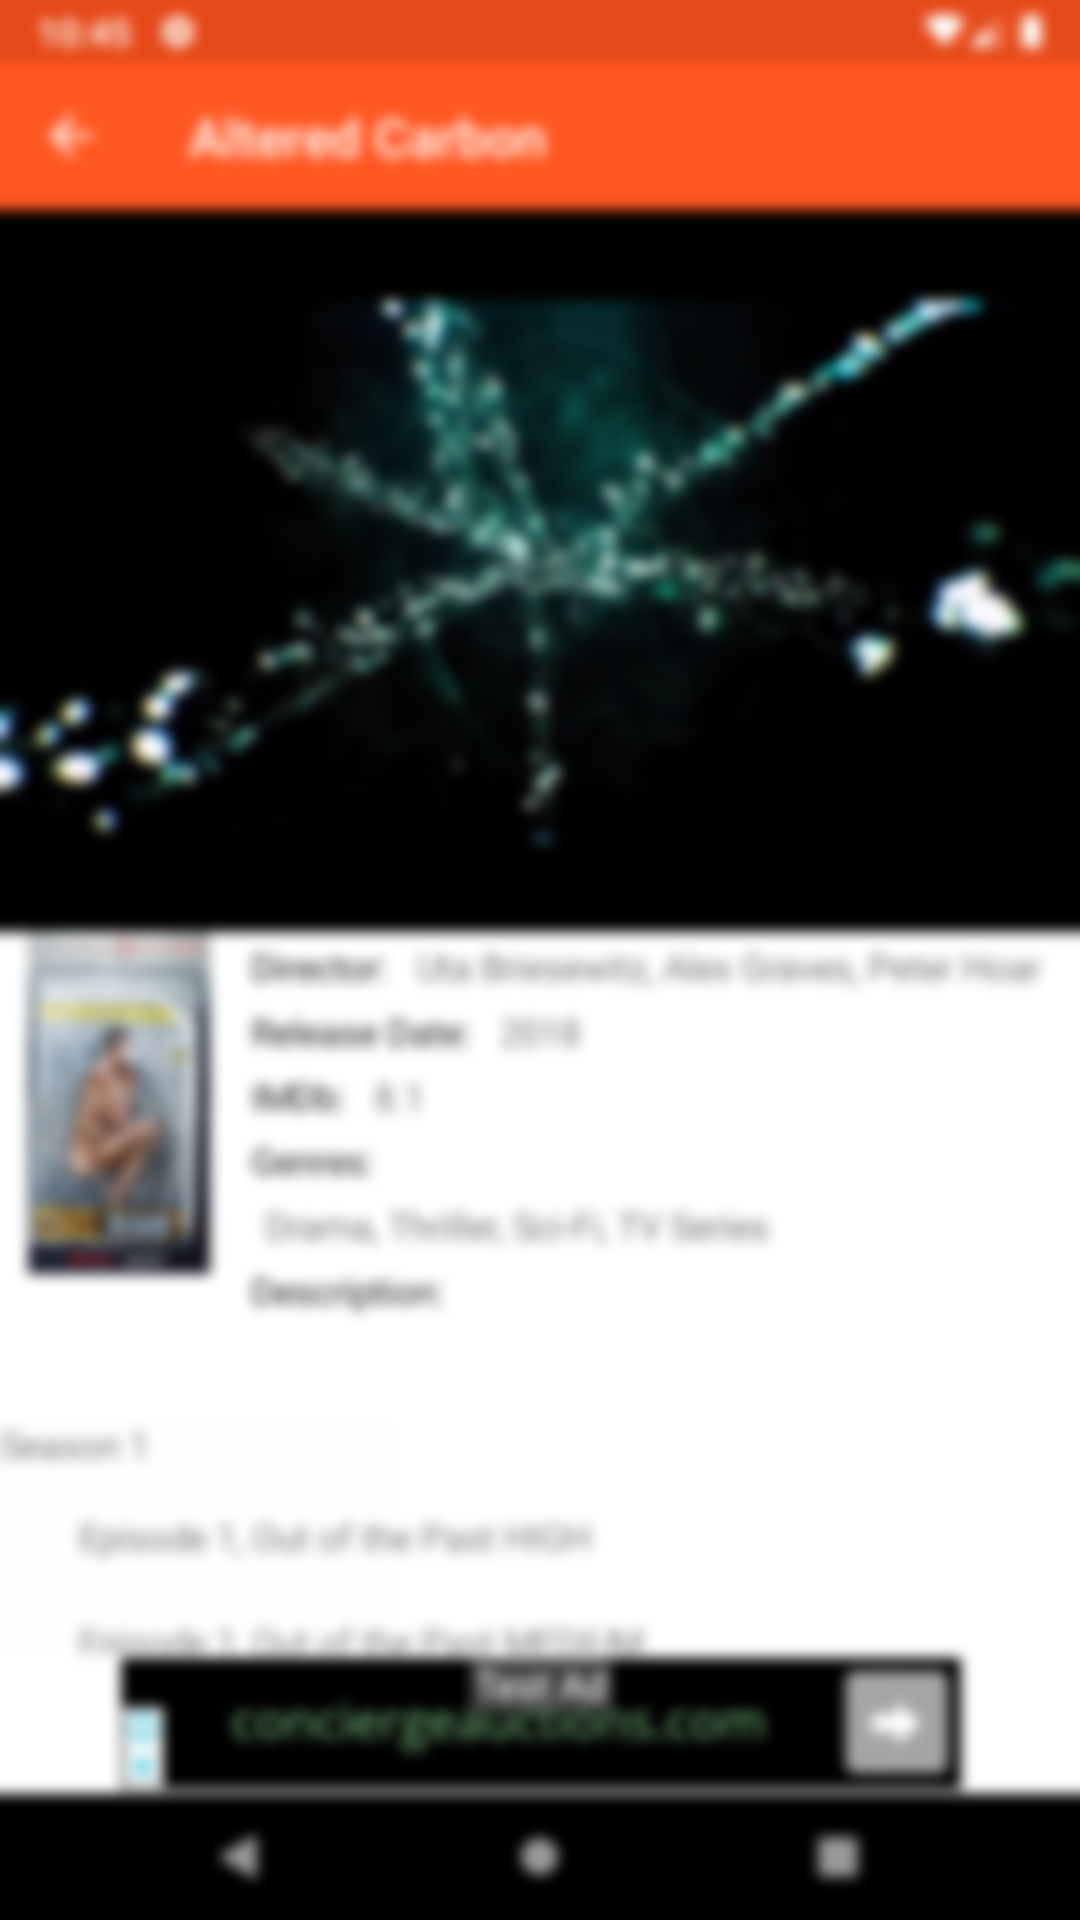 10:45
Altered Carbon
Director: Uta Briesewitz, Alex Graves, Peter Hoar
Release Date: 2018
IMDb: 8.1
Genres:
Drama, Thriller, Sci-Fi, TV Series
Description:
Season 1
Episode 1, Out of the Past HIGH
Episode 1, Out of the Past MEDIUM
Test Ad
conciergeauctions.com